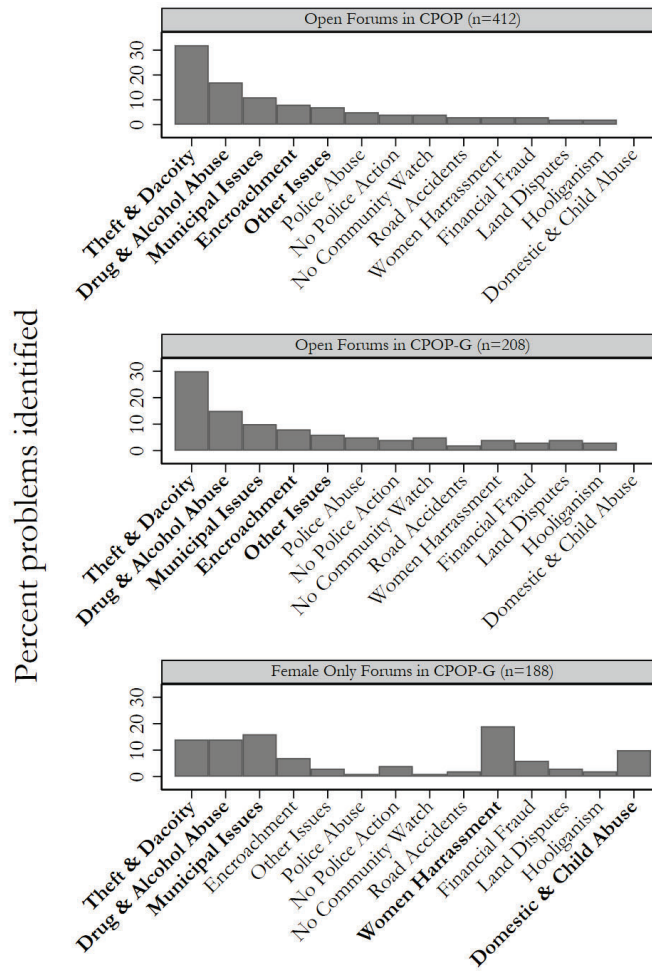 Percent problems identified
Open Forums in CPOP (n=412)
30
20
10
0
Theft & Dacoity
Drug & Alcohol Abuse
Municipal Issues
Encroachment
Other Issues
Police Abuse
No Police Action
No Community Watch
Road Accidents
Women Harrassment
Financial Fraud
Land Disputes
Hooliganism
Domestic & Child Abuse
Open Forums in CPOP-G (n=208)
30
20
10
0
Theft & Dacoity
Drug & Alcohol Abuse
Municipal Issues
Encroachment
Other Issues
Police Abuse
No Police Action
No Community Watch
Road Accidents
Women Harrassment
Financial Fraud
Land Disputes
Hooliganism
Domestic & Child Abuse
Female Only Forums in CPOP-G (n=188)
30
20
10
0
Theft & Dacoity
Drug & Alcohol Abuse
Municipal Issues
Encroachment
Other Issues
Police Abuse
No Police Action
No Community Watch
Road Accidents
Women Harrassment
Financial Fraud
Land Disputes
Hooliganism
Domestic & Child Abuse